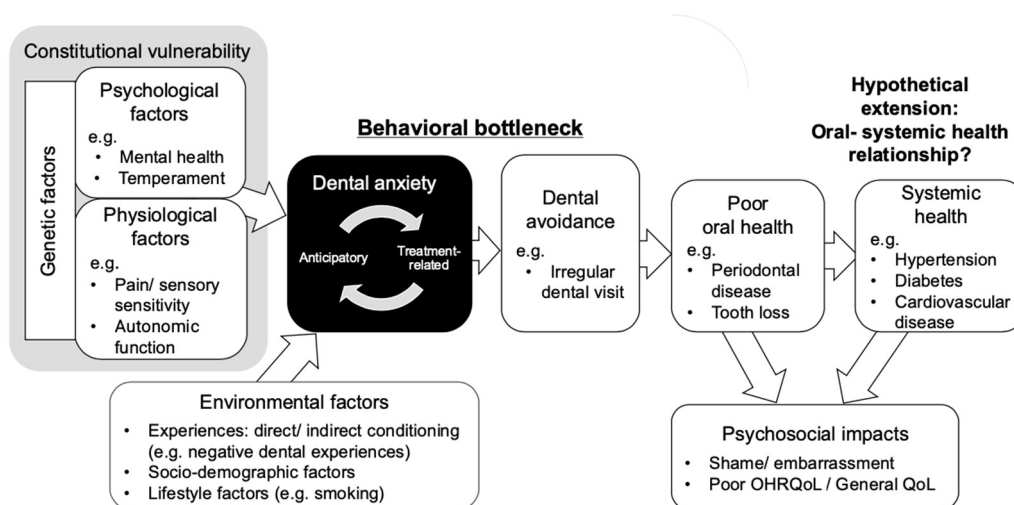 Constitutional vulnerability
Genetic factors
Psychological
factors
e.g.
• Mental health
• Temperament
Physiological
factors
e.g.
• Pain/ sensory
sensitivity
• Autonomic
function
Behavioral bottleneck
Dental anxiety
Anticipatory
Treatment-
related
Environmental factors
• Experiences: direct/ indirect conditioning
(e.g. negative dental experiences)
• Socio-demographic factors
• Lifestyle factors (e.g. smoking)
Dental
avoidance
e.g.
• Irregular
dental visit
Poor
oral health
e.g.
• Periodontal
disease
• Tooth loss
Hypothetical
extension:
Oral- systemic health
relationship?
Systemic
health
e.g.
• Hypertension
• Diabetes
• Cardiovascular
disease
Psychosocial impacts
• Shame/ embarrassment
• Poor OHRQoL / General QoL